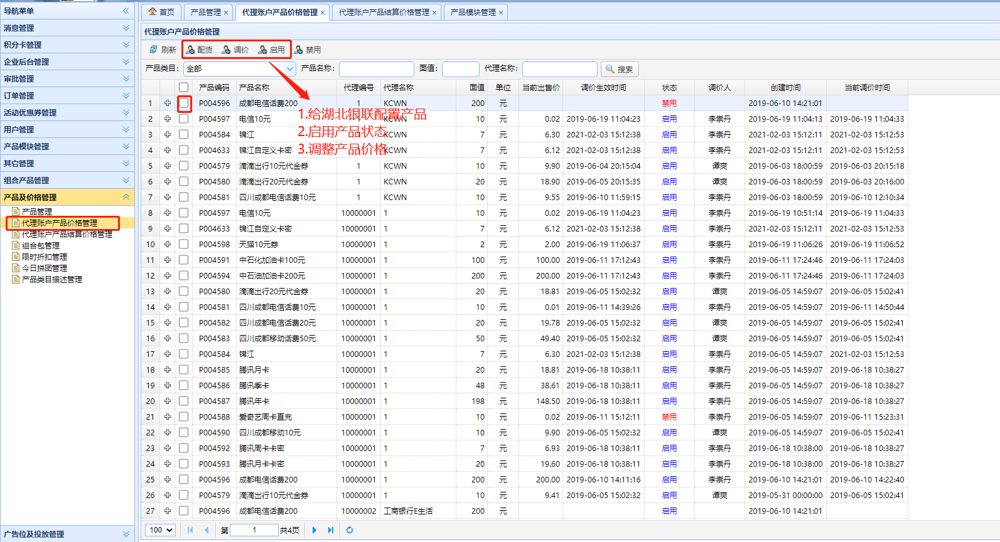 导航菜单
消息管理
积分卡管理
企业后台管理
审批管理
订单管理
活动优惠券管理
用户管理
产品模块管理
其它管理
组合产品管理
产品及价格管理
产品管理
代理账户产品价格管理
代理账户产品结算价格管理
组合包管理
限时折扣管理
今日拼团管理
产品类目描述管理
广告位及投放管理
首页 产品管理 代理账户产品价格管理 代理账户产品结算价格管理 产品模块管理
代理账户产品价格管理
刷新 配货 调价 启用 禁用
产品类目: 全部 产品名称: 面值: 代理名称: 搜索
产品编码 产品名称 代理编号 代理名称 面值 单位 当前出售价 调价生效时间 状态 调价人 创建时间 当前调价时间
1 P004596 成都电信话费200 1 KCWN 200 元 禁用 2019-06-10 14:21:01
1.给湖北银联配置产品
2 P004597 电信10元 1 KCWN 10 元 0.02 2019-06-19 11:04:23 启用 李崇丹 2019-06-19 11:04:13 2019-06-19 11:04:33
2.启用产品状态
3 P004584 锦江 1 KCWN 7 元 6.30 2021-02-03 15:12:38 启用 李崇丹 2021-02-03 15:12:11 2021-02-03 15:12:53
3.调整产品价格
4 P004633 锦江自定义卡密 1 KCWN 7 元 6.12 2021-02-03 15:12:38 启用 李崇丹 2021-02-03 15:12:11 2021-02-03 15:12:53
5 P004579 滴滴出行10元代金券 1 KCWN 10 元 9.90 2019-06-04 20:15:04 启用 谭爽 2019-06-03 18:00:59 2019-06-03 20:15:18
6 P004580 滴滴出行20元代金券 1 KCWN 20 元 18.90 2019-06-05 20:15:35 启用 谭爽 2019-06-03 18:00:59 2019-06-03 20:16:00
7 P004581 四川成都电信话费10元 1 KCWN 10 元 9.55 2019-06-10 11:59:15 启用 李崇丹 2019-06-03 18:00:59 2019-06-10 12:10:34
8 P004597 电信10元 10000001 1 10 元 0.02 2019-06-19 11:04:23 启用 李崇丹 2019-06-19 10:51:14 2019-06-19 11:04:33
9 P004633 锦江自定义卡密 10000001 1 7 元 6.12 2021-02-03 15:12:38 启用 李崇丹 2021-02-03 15:12:11 2021-02-03 15:12:53
10 P004598 天猫10元券 10000001 1 2 元 2.00 2019-06-19 11:06:37 启用 李崇丹 2019-06-19 11:06:26 2019-06-19 11:06:52
11 P004591 中石化加油卡100元 10000001 1 100 元 100.00 2019-06-11 17:12:43 启用 李崇丹 2019-06-11 17:24:46 2019-06-11 17:24:03
12 P004594 中石油加油卡200元 10000001 1 200 元 200.00 2019-06-11 17:12:43 启用 李崇丹 2019-06-11 17:24:46 2019-06-11 17:24:03
13 P004580 滴滴出行20元代金券 10000001 1 20 元 18.81 2019-06-05 15:02:32 启用 谭爽 2019-06-05 14:59:07 2019-06-05 15:02:41
14 P004581 四川成都电信话费10元 10000001 1 10 元 0.01 2019-06-11 14:39:26 启用 李崇丹 2019-06-05 14:59:07 2019-06-11 14:50:44
15 P004582 四川成都电信话费20元 10000001 1 20 元 19.78 2019-06-05 15:02:32 启用 谭爽 2019-06-05 14:59:07 2019-06-05 15:02:41
16 P004583 四川成都移动话费50元 10000001 1 50 元 49.40 2019-06-05 15:02:32 启用 谭爽 2019-06-05 14:59:07 2019-06-05 15:02:41
17 P004584 锦江 10000001 1 7 元 6.30 2021-02-03 15:12:38 启用 李崇丹 2019-06-05 14:59:07 2021-02-03 15:12:53
18 P004585 腾讯月卡 10000001 1 20 元 18.81 2019-06-18 10:38:11 启用 李崇丹 2019-06-05 14:59:07 2019-06-18 10:38:27
19 P004586 腾讯季卡 10000001 1 48 元 38.61 2019-06-18 10:38:11 启用 李崇丹 2019-06-05 14:59:07 2019-06-18 10:38:27
20 P004587 腾讯年卡 10000001 1 198 元 148.50 2019-06-18 10:38:11 启用 李崇丹 2019-06-05 14:59:07 2019-06-18 10:38:27
21 P004588 爱奇艺周卡直充 10000001 1 10 元 0.02 2019-06-11 15:12:11 禁用 李崇丹 2019-06-05 14:59:07 2019-06-11 15:23:31
22 P004590 四川成都移动10元 10000001 1 10 元 9.90 2019-06-05 15:02:32 启用 谭爽 2019-06-05 14:59:07 2019-06-05 15:02:41
23 P004592 腾讯周卡卡密 10000001 1 7 元 6.93 2019-06-18 10:38:11 启用 李崇丹 2019-06-18 10:38:00 2019-06-18 10:38:27
24 P004593 腾讯月卡卡密 10000001 1 20 元 19.60 2019-06-18 10:38:11 启用 李崇丹 2019-06-18 10:38:00 2019-06-18 10:38:27
25 P004596 成都电信话费200 10000001 1 200 元 200.00 2019-06-10 14:11:16 启用 李崇丹 2019-06-10 14:21:01 2019-06-10 14:22:40
26 P004579 滴滴出行10元代金券 10000001 1 10 元 9.41 2019-06-05 15:02:32 启用 谭爽 2019-05-31 00:00:00 2019-06-05 15:02:41
27 P004596 成都电信话费200 10000002 工商银行E生活 200 元 启用 2019-06-10 14:21:01
100 第 1 共4页